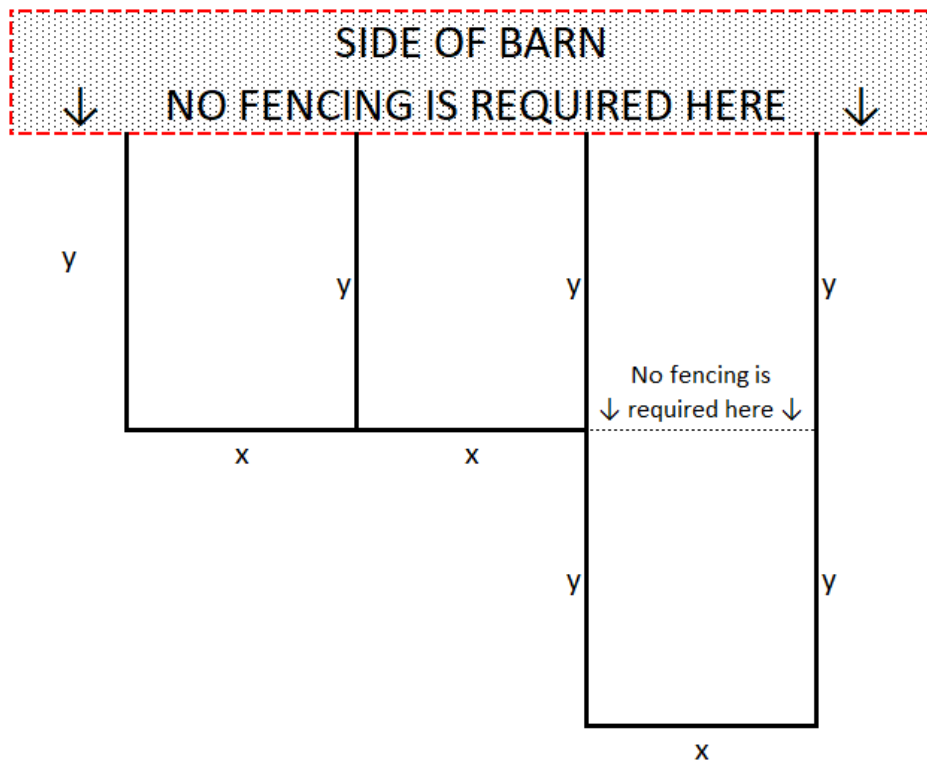 SIDE OF BARN
↓ NO FENCING IS REQUIRED HERE ↓
y
y
y
y
No fencing is
↓ required here ↓
x
x
y
y
x